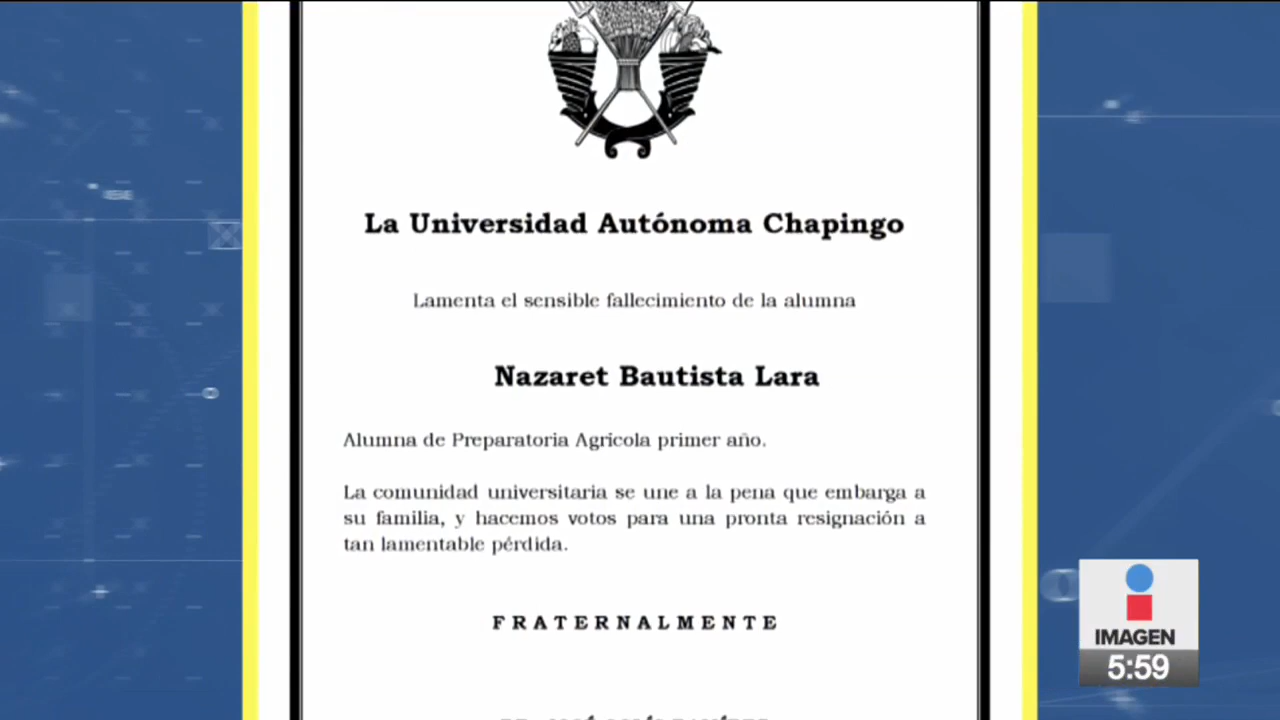 La Universidad Autónoma Chapingo
Lamenta el sensible fallecimiento de la alumna
Nazaret Bautista Lara
Alumna de Preparatoria Agricola primer año.
La comunidad universitaria se une a la pena que embarga a
su familia, y hacemos votos para una pronta resignación a
tan lamentable pérdida.
FRATERNALMENTE
IMAGEN
5:59